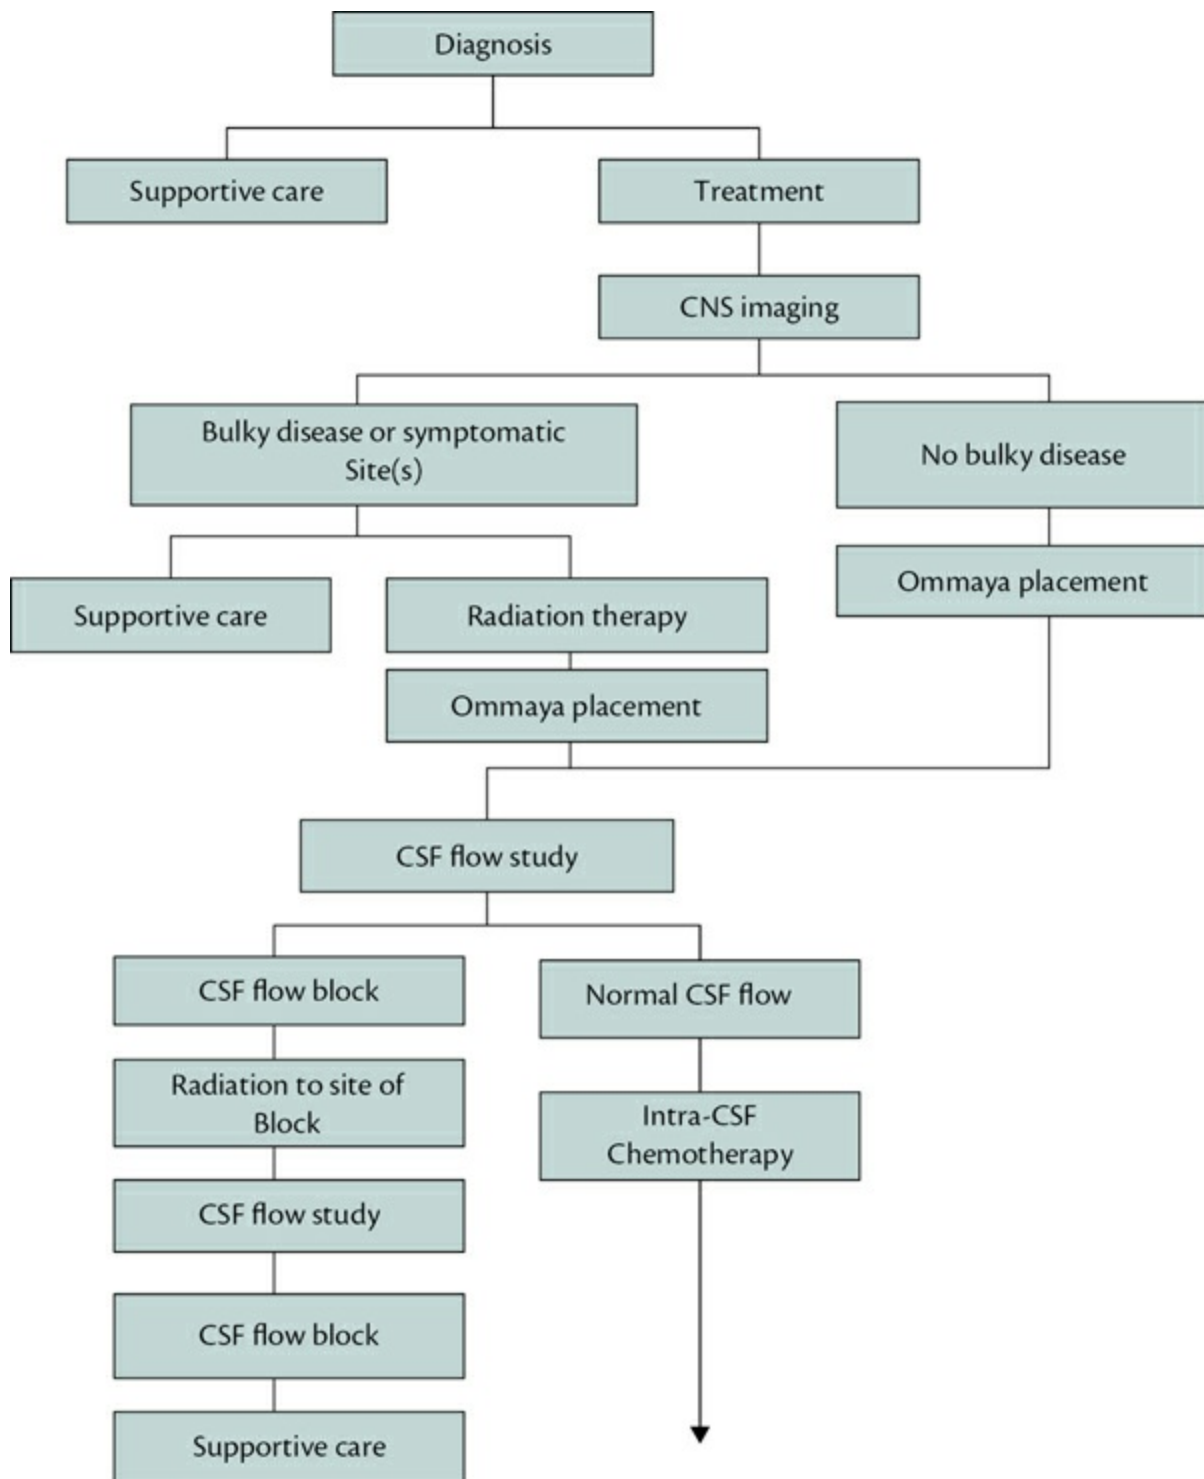 Diagnosis
Supportive care
Treatment
CNS imaging
Bulky disease or symptomatic
Site(s)
No bulky disease
Ommaya placement
Supportive care
Radiation therapy
Ommaya placement
CSF flow study
CSF flow block
Normal CSF flow
Radiation to site of
Block
Intra-CSF
Chemotherapy
CSF flow study
CSF flow block
Supportive care